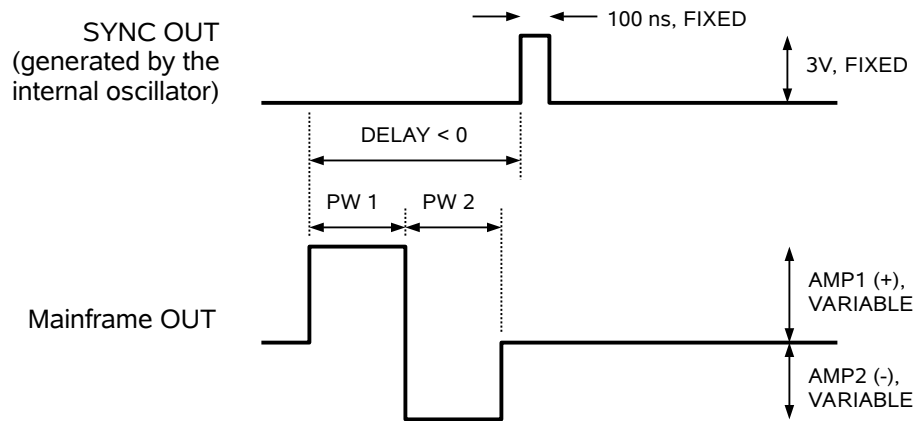 100 ns, FIXED
SYNC OUT
(generated by the
internal oscillator)
3V, FIXED
DELAY < 0
PW 1
PW 2
AMP1 (+),
VARIABLE
Mainframe OUT
AMP2 (-),
VARIABLE